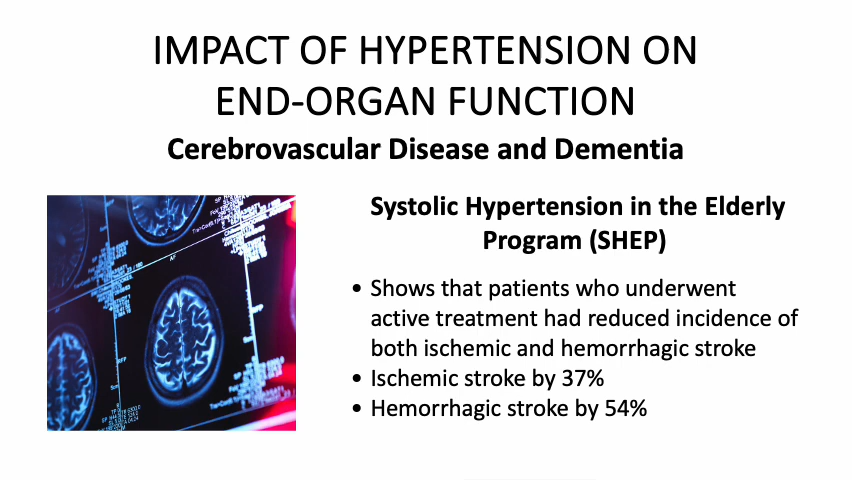 IMPACT OF HYPERTENSION ON
END-ORGAN FUNCTION
Cerebrovascular Disease and Dementia
Systolic Hypertension in the Elderly
Program (SHEP)
• Shows that patients who underwent
active treatment had reduced incidence of
both ischemic and hemorrhagic stroke
• Ischemic stroke by 37%
• Hemorrhagic stroke by 54%